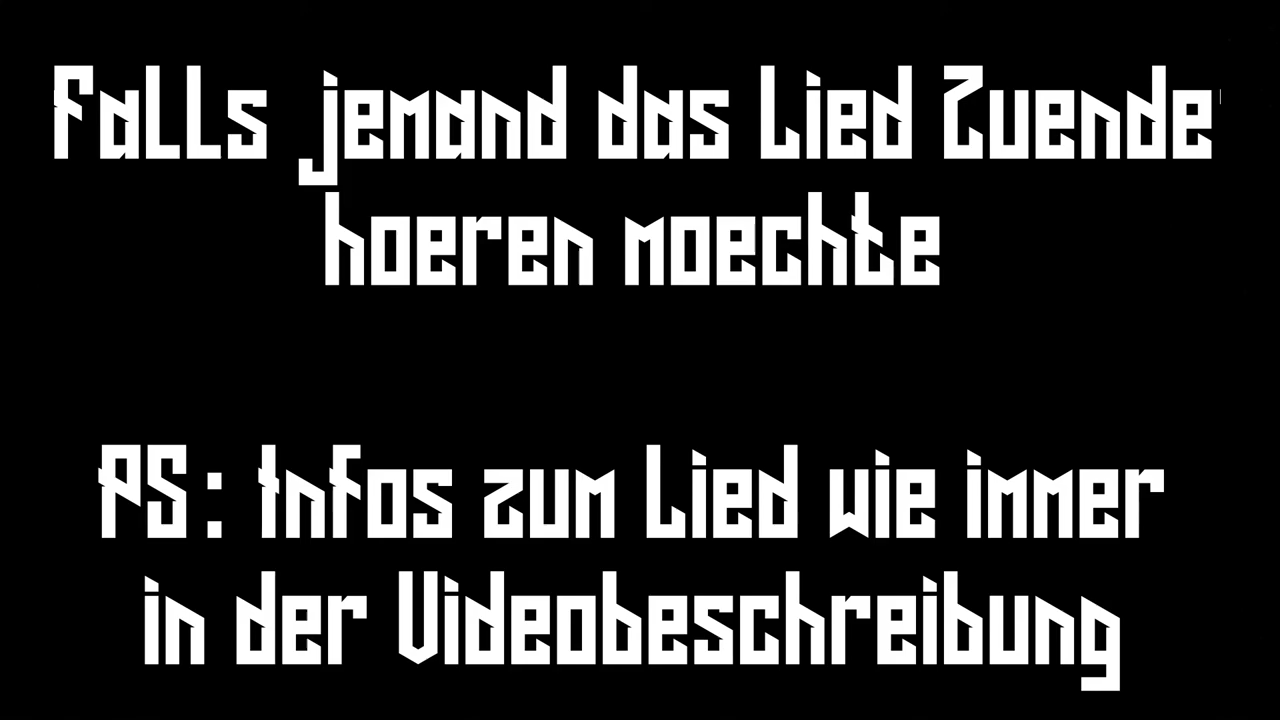 Falls jemand das Lied Zuende
hoeren moechte
PS: Infos zum Lied wie immer
in der Videobeschreibung